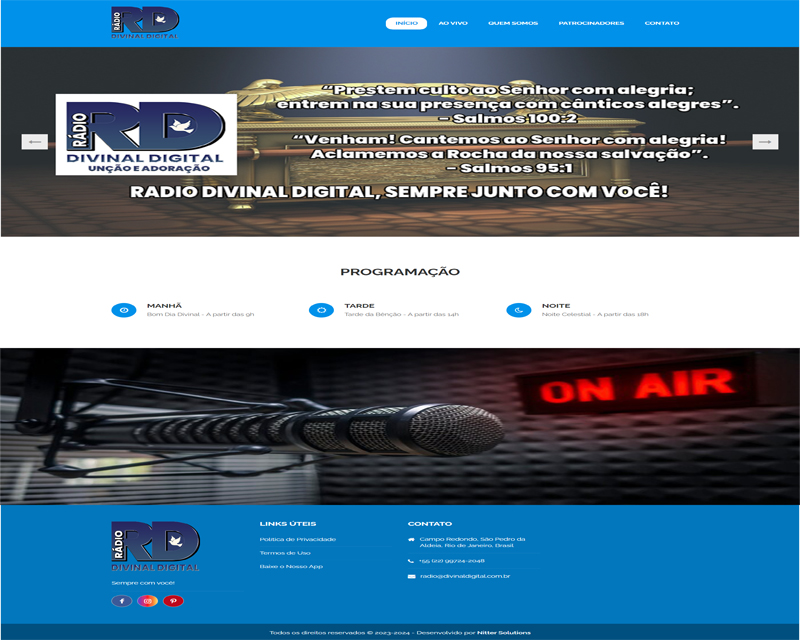 RÁDIO RD
DIVINAL DIGITAL
INÍCIO
AO VIVO
QUEM SOMOS
PATROCINADORES
CONTATO
RÁDIO RD
DIVINAL DIGITAL
UNÇÃO E ADORAÇÃO
“Prestem culto ao Senhor com alegria;
entrem na sua presença com cânticos alegres”.
- Salmos 100:2
“Venham! Cantemos ao Senhor com alegria!
Aclamemos a Rocha da nossa salvação”.
- Salmos 95:1
RADIO DIVINAL DIGITAL, SEMPRE JUNTO COM VOCÊ!
PROGRAMAÇÃO
MANHÃ
Bom Dia Divinal - A partir das 9h
TARDE
Tarde da Bênção - A partir das 14h
NOITE
Noite Celestial - A partir das 18h
ON AIR
RÁDIO RD
DIVINAL DIGITAL
Sempre com você!
LINKS ÚTEIS
Política de Privacidade
Termos de Uso
Baixe o Nosso App
CONTATO
Campo Redondo, São Pedro da
Aldeia, Rio de Janeiro, Brasil
+55 (22) 99724-2048
radio@divinaldigital.com.br
Todos os direitos reservados © 2023-2024 - Desenvolvido por Nitter Solutions